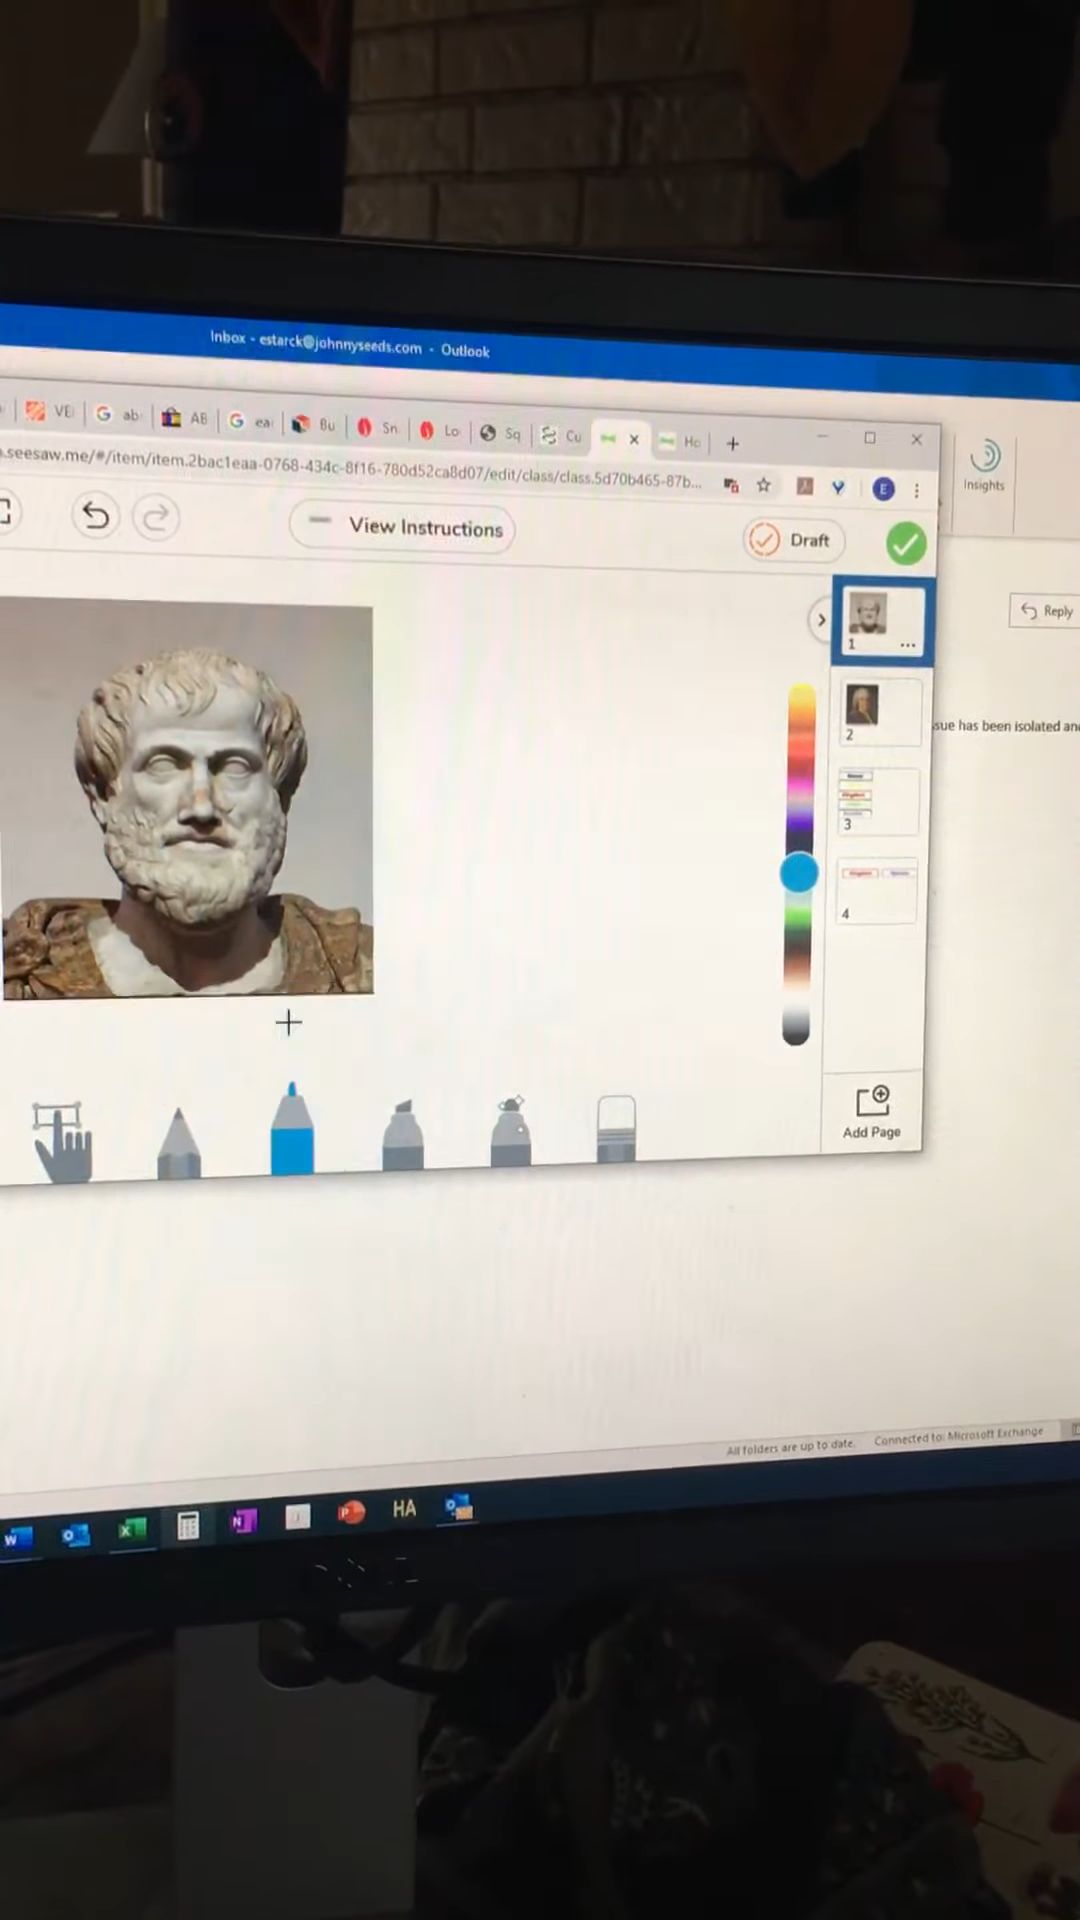 Inbox - estarck@johnnyseeds.com - Outlook
VE
ab
AB
ea
Bu
Sn
Lo
Sq
Cu
Hc
.seesaw.me/#/item/item.2bac1eaa-0768-434c-8f16-780d52ca8d07/edit/class/class.5d70b465-87b...
E
Insights
View Instructions
Draft
Reply
1
2
sue has been isolated an
3
4
Add Page
All folders are up to date.
Connected to: Microsoft Exchange
HA